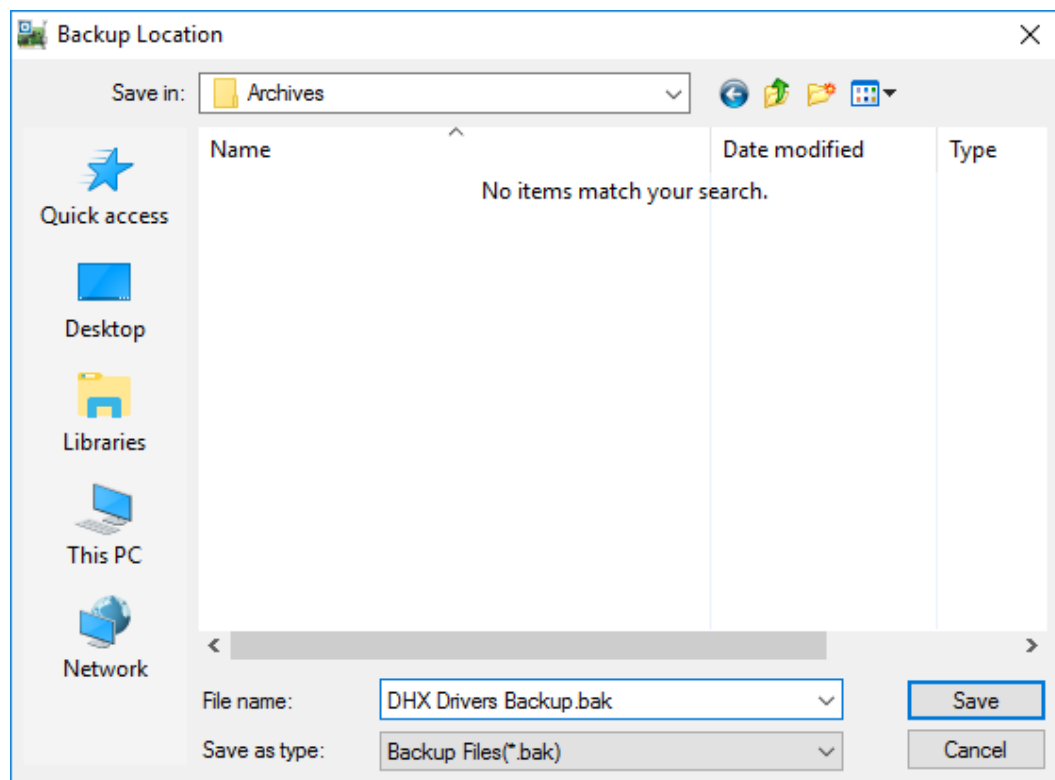 Backup Location
Save in: Archives
Name Date modified Type
No items match your search.
Quick access
Desktop
Libraries
This PC
Network
File name: DHX Drivers Backup.bak Save
Save as type: Backup Files(*.bak) Cancel